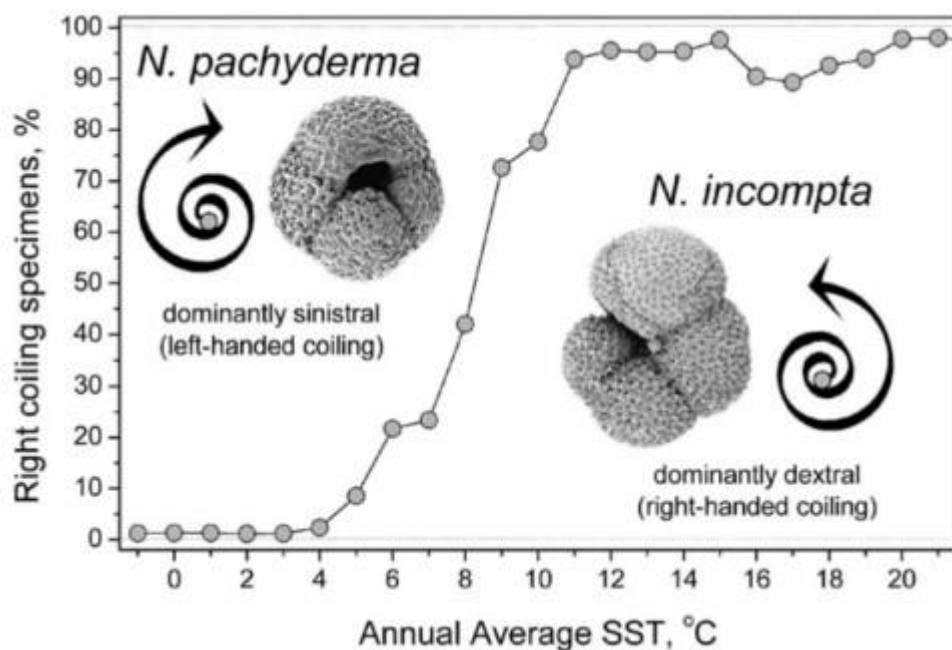 100
90
80
70
60
50
40
30
20
10
0
Right coiling specimens, %
N. pachyderma
dominantly sinistral
(left-handed coiling)
N. incompta
dominantly dextral
(right-handed coiling)
0 2 4 6 8 10 12 14 16 18 20
Annual Average SST, °C